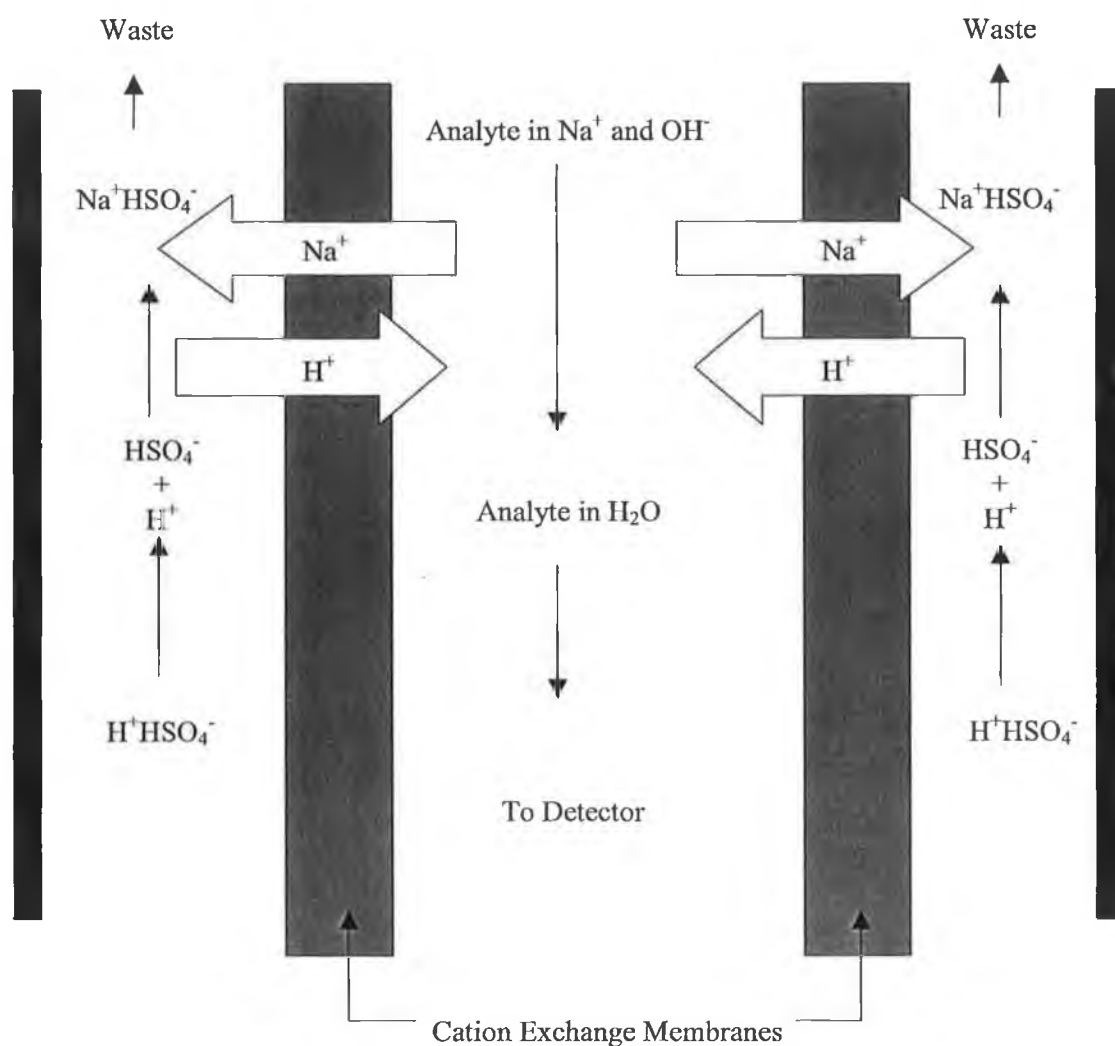 Waste
Waste
Analyte in Na⁺ and OH⁻
Na⁺HSO₄⁻
Na⁺HSO₄⁻
Na⁺
Na⁺
H⁺
H⁺
HSO₄⁻
+
H⁺
HSO₄⁻
+
H⁺
Analyte in H₂O
H⁺HSO₄⁻
H⁺HSO₄⁻
To Detector
Cation Exchange Membranes